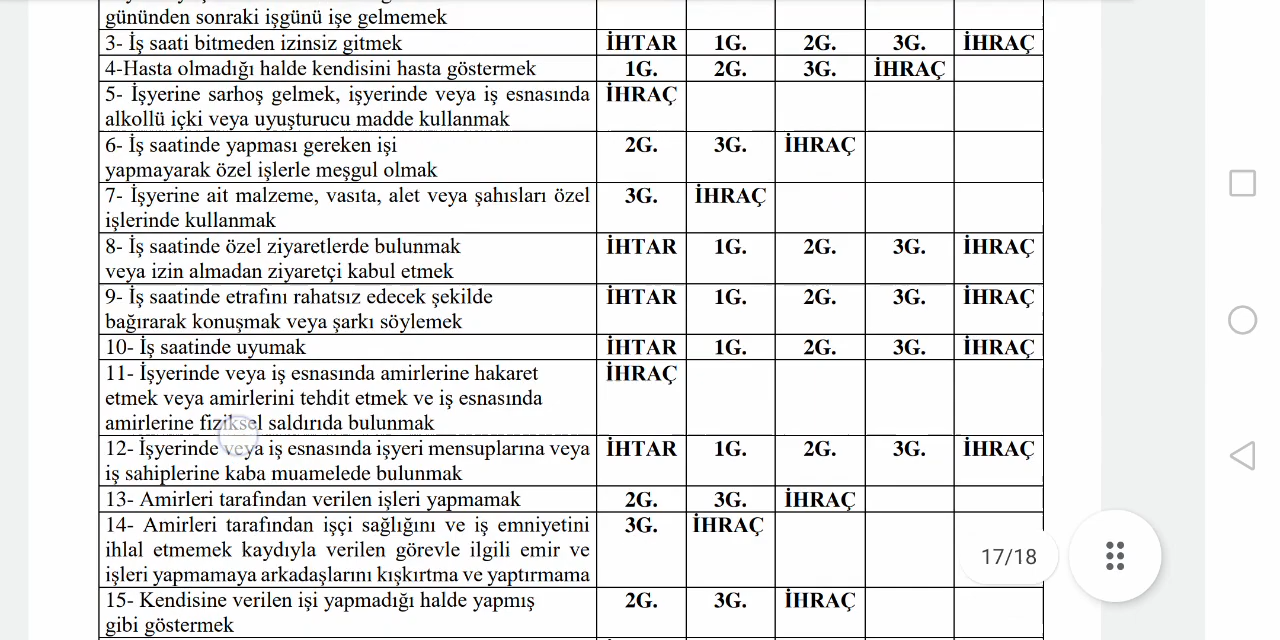 gününden sonraki işgünü işe gelmemek
3- İş saati bitmeden izinsiz gitmek İHTAR 1G. 2G. 3G. İHRAÇ
4-Hasta olmadığı halde kendisini hasta göstermek 1G. 2G. 3G. İHRAÇ
5- İşyerine sarhoş gelmek, işyerinde veya iş esnasında İHRAÇ
alkollü içki veya uyuşturucu madde kullanmak
6- İş saatinde yapması gereken işi 2G. 3G. İHRAÇ
yapmayarak özel işlerle meşgul olmak
7- İşyerine ait malzeme, vasıta, alet veya şahısları özel 3G. İHRAÇ
işlerinde kullanmak
8- İş saatinde özel ziyaretlerde bulunmak İHTAR 1G. 2G. 3G. İHRAÇ
veya izin almadan ziyaretçi kabul etmek
9- İş saatinde etrafını rahatsız edecek şekilde İHTAR 1G. 2G. 3G. İHRAÇ
bağırarak konuşmak veya şarkı söylemek
10- İş saatinde uyumak İHTAR 1G. 2G. 3G. İHRAÇ
11- İşyerinde veya iş esnasında amirlerine hakaret İHRAÇ
etmek veya amirlerini tehdit etmek ve iş esnasında
amirlerine fiziksel saldırıda bulunmak
12- İşyerinde veya iş esnasında işyeri mensuplarına veya İHTAR 1G. 2G. 3G. İHRAÇ
iş sahiplerine kaba muamelede bulunmak
13- Amirleri tarafından verilen işleri yapmamak 2G. 3G. İHRAÇ
14- Amirleri tarafından işçi sağlığını ve iş emniyetini 3G. İHRAÇ
ihlal etmemek kaydıyla verilen görevle ilgili emir ve
işleri yapmamaya arkadaşlarını kışkırtma ve yaptırmama
17/18
15- Kendisine verilen işi yapmadığı halde yapmış 2G. 3G. İHRAÇ
gibi göstermek